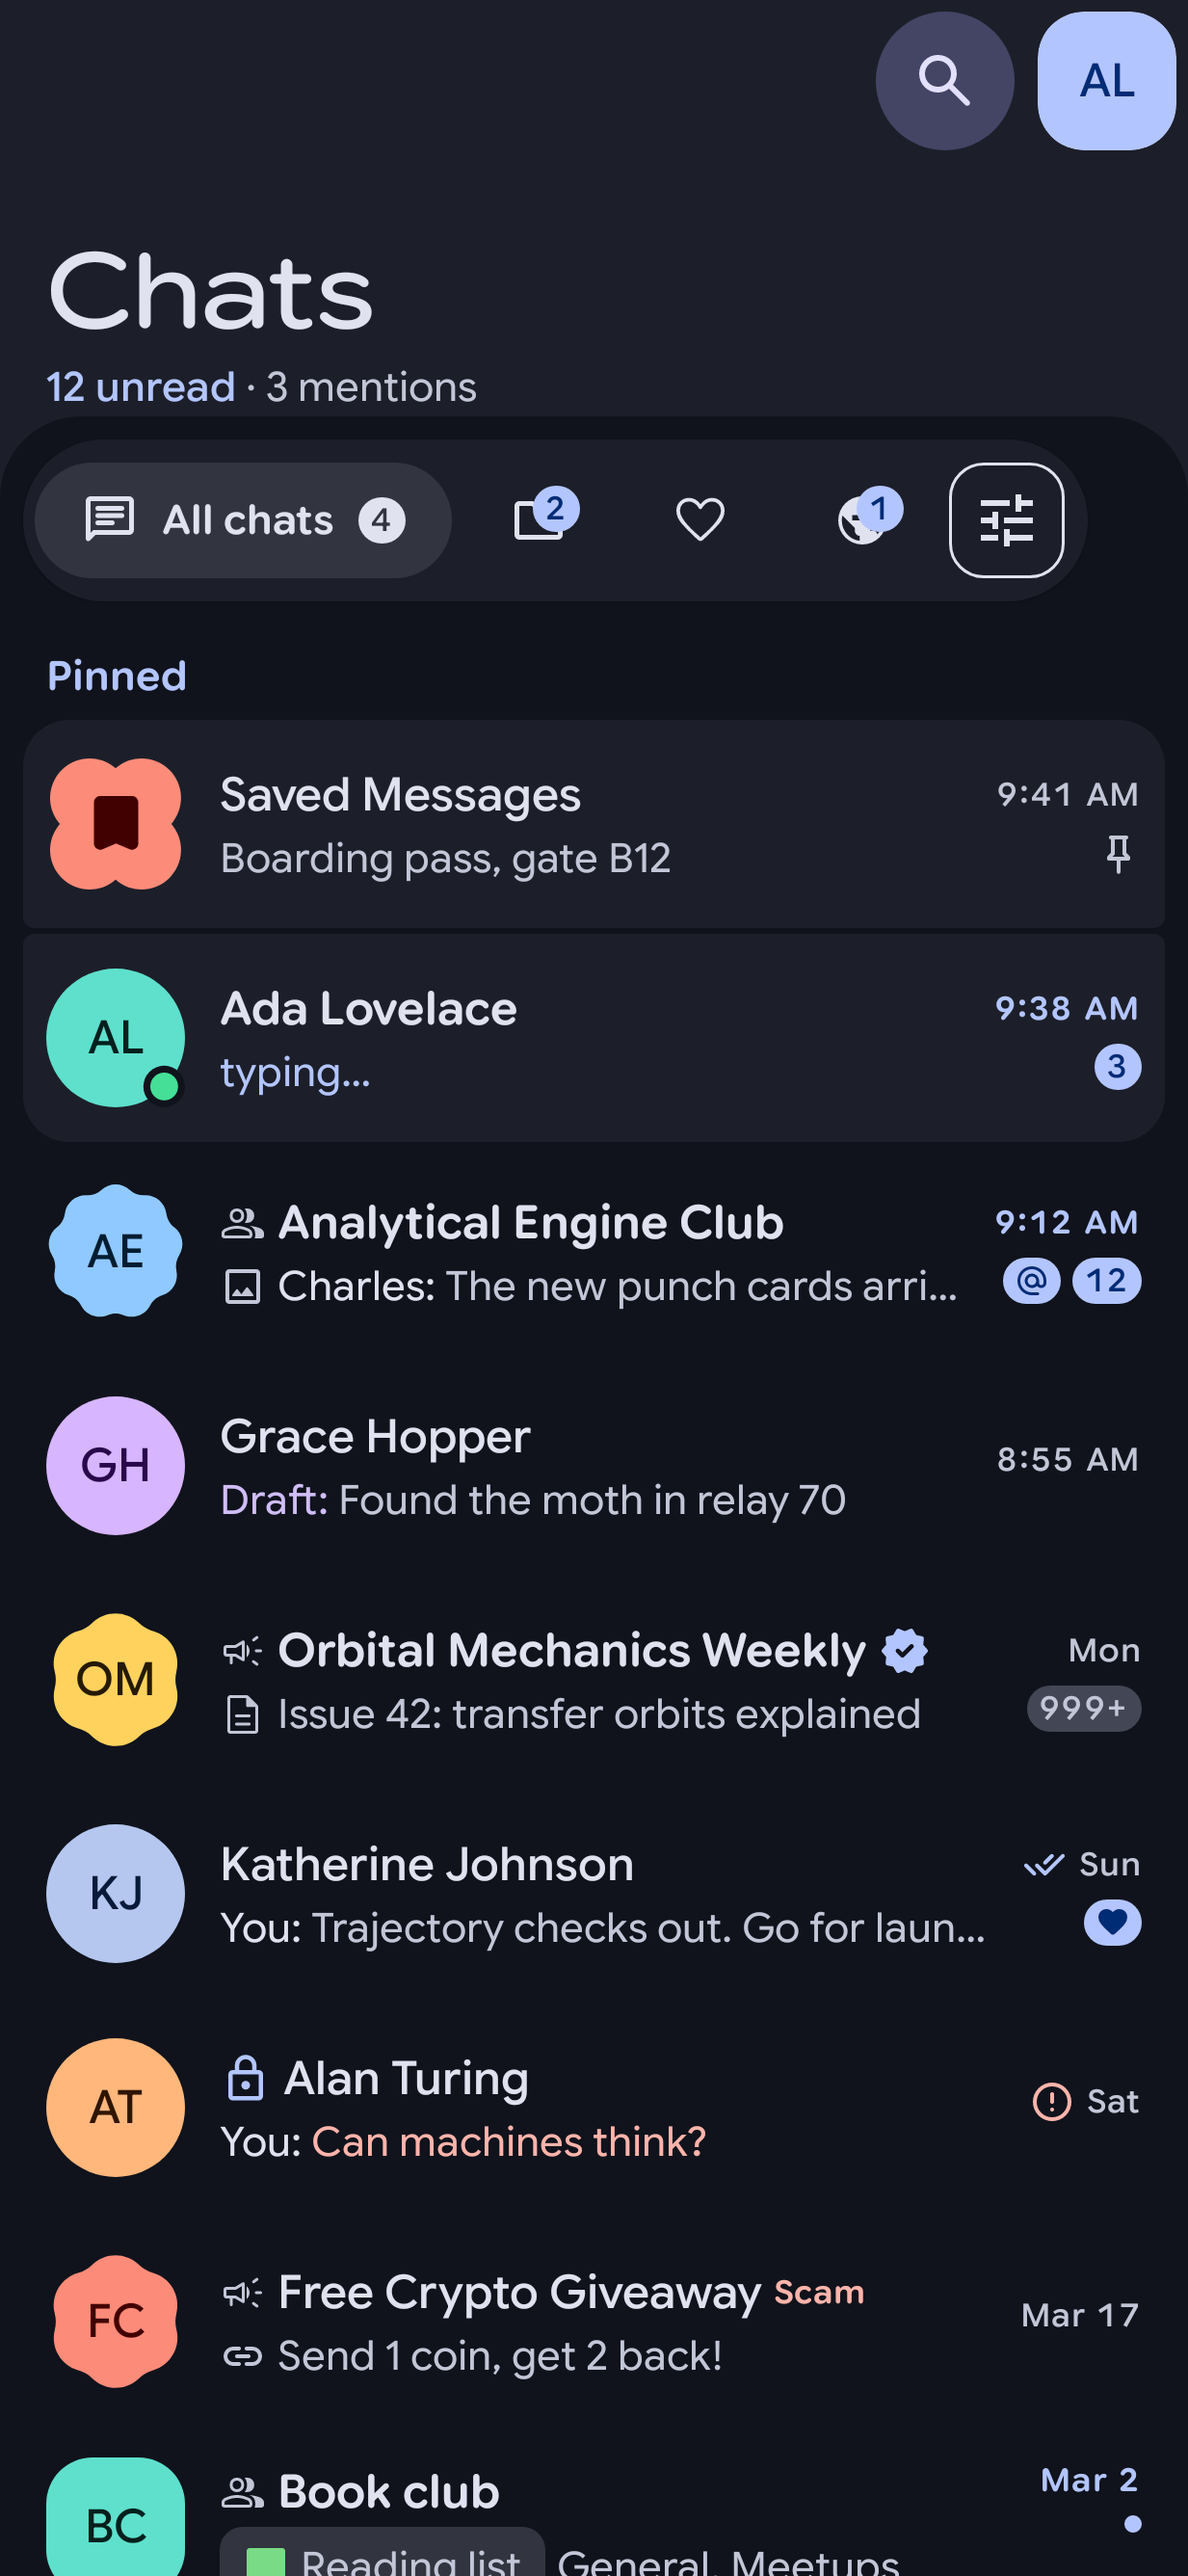 AL
Chats
12 unread · 3 mentions
All chats 4
2
1
Pinned
Saved Messages
9:41 AM
Boarding pass, gate B12
AL
Ada Lovelace
9:38 AM
typing...
3
AE
Analytical Engine Club
9:12 AM
Charles: The new punch cards arri...
@ 12
GH
Grace Hopper
8:55 AM
Draft: Found the moth in relay 70
OM
Orbital Mechanics Weekly
Mon
Issue 42: transfer orbits explained
999+
KJ
Katherine Johnson
Sun
You: Trajectory checks out. Go for laun...
AT
Alan Turing
Sat
You: Can machines think?
FC
Free Crypto Giveaway Scam
Mar 17
Send 1 coin, get 2 back!
BC
Book club
Mar 2
Reading list General, Meetups